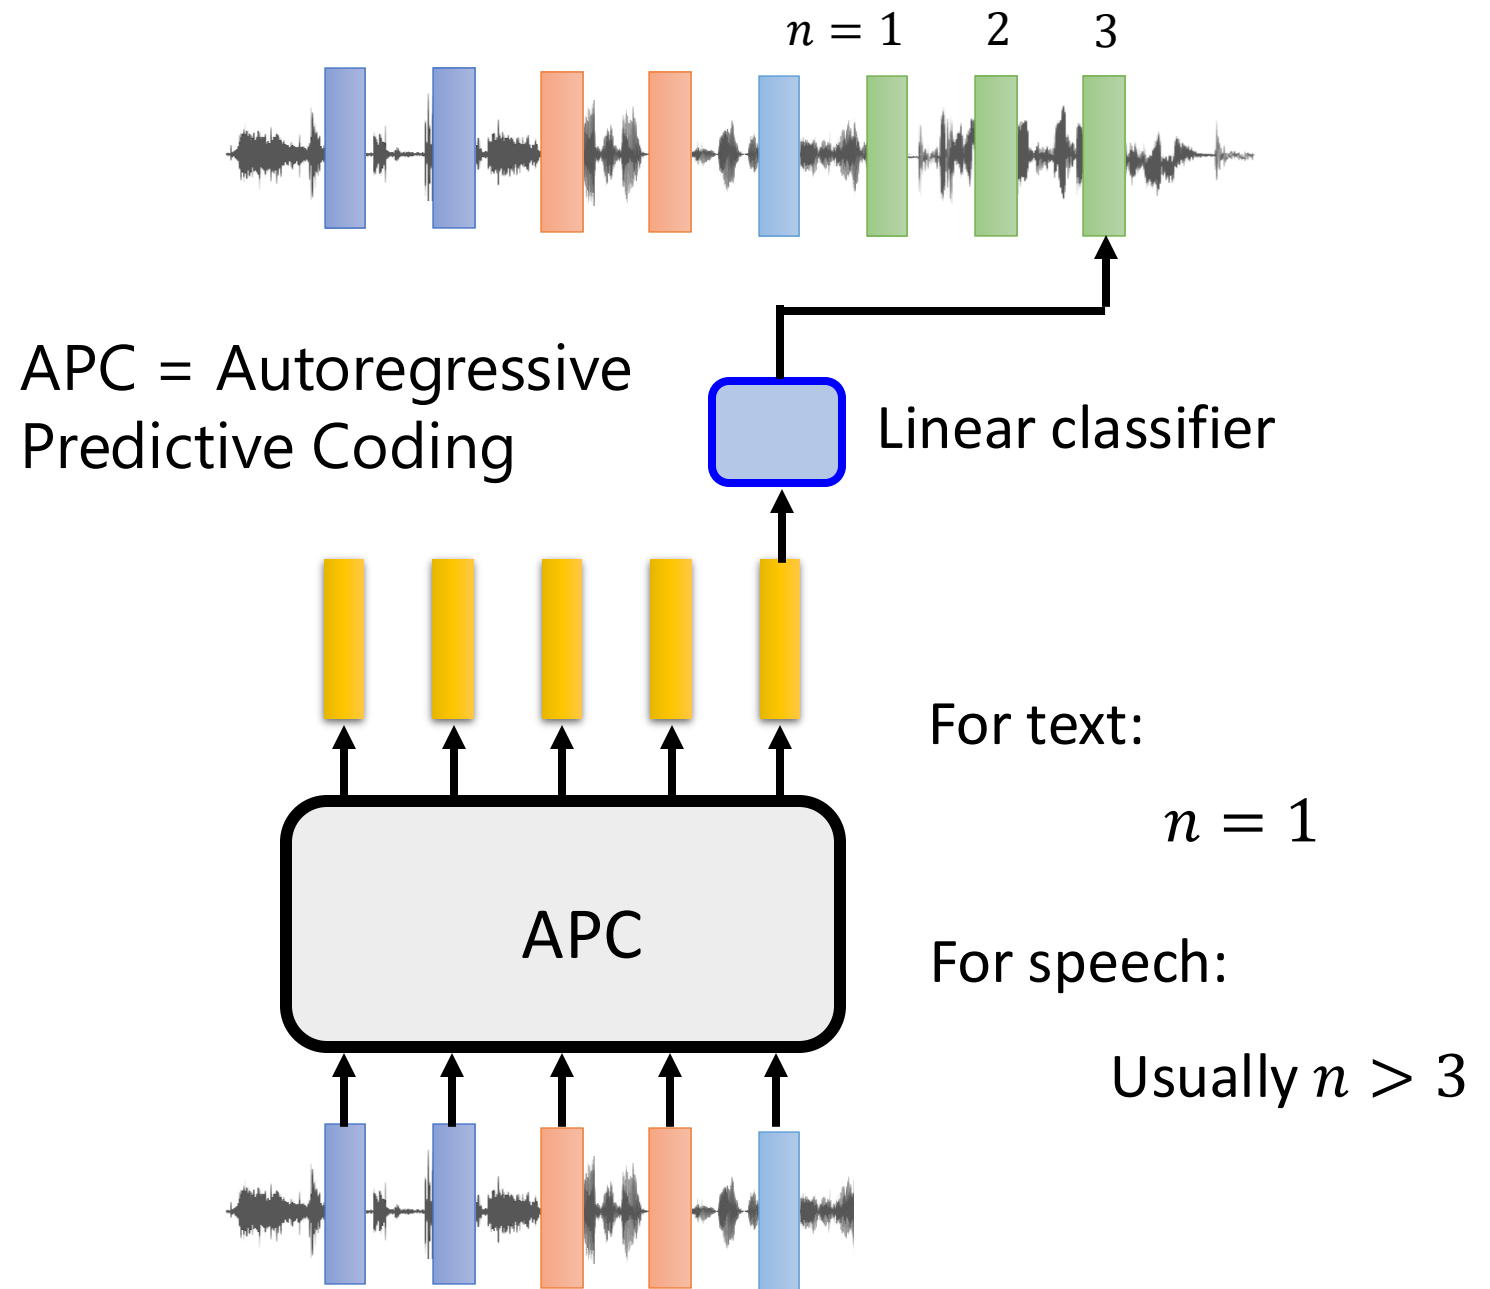 n = 1 2 3
APC = Autoregressive
Predictive Coding
Linear classifier
For text:
n = 1
APC
For speech:
Usually n > 3